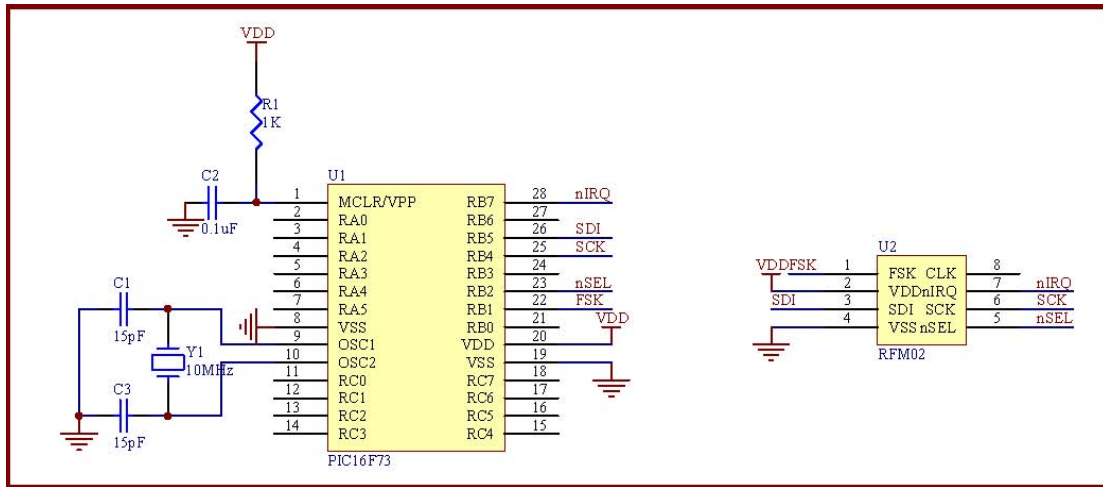 VDD
R1
1K
C2
0.1uF
C1
15pF
Y1
10MHz
C3
15pF
U1
1 MCLR/VPP RB7 28 nIRQ
2 RA0 RB6 27
3 RA1 RB5 26 SDI
4 RA2 RB4 25 SCK
5 RA3 RB3 24
6 RA4 RB2 23 nSEL
7 RA5 RB1 22 FSK
8 VSS RB0 21 VDD
9 OSC1 VDD 20
10 OSC2 VSS 19
11 RC0 RC7 18
12 RC1 RC6 17
13 RC2 RC5 16
14 RC3 RC4 15
PIC16F73
U2
VDDFSK 1 FSK CLK 8
2 VDDnIRQ 7 nIRQ
SDI 3 SDI SCK 6 SCK
4 VSS nSEL 5 nSEL
RFM02